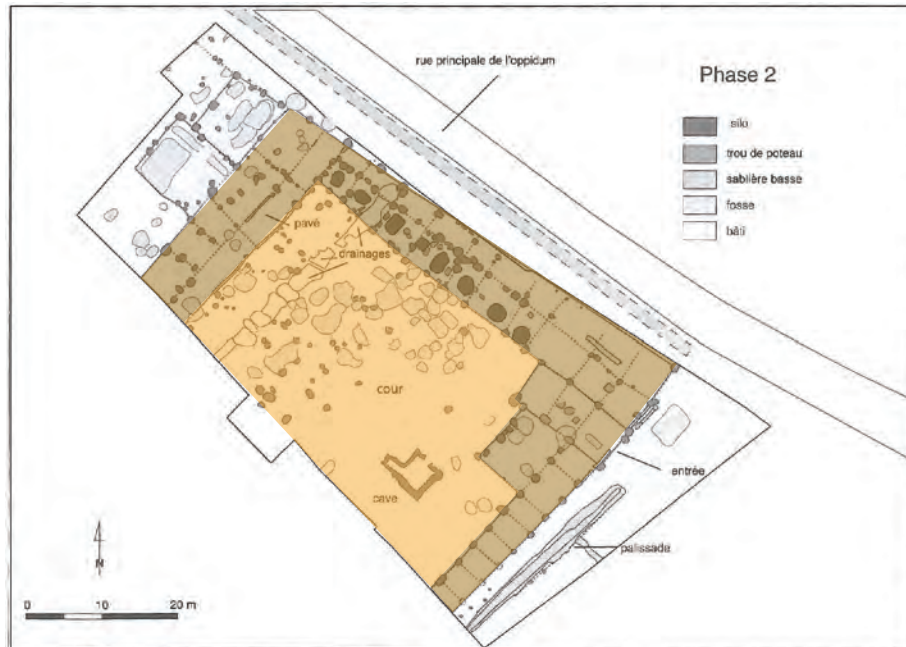 rue principale de l'oppidum
Phase 2
silo
trou de poteau
sablière basse
fosse
bâti
pavé
drainages
cour
cave
entrée
palissade
N
0 10 20 m